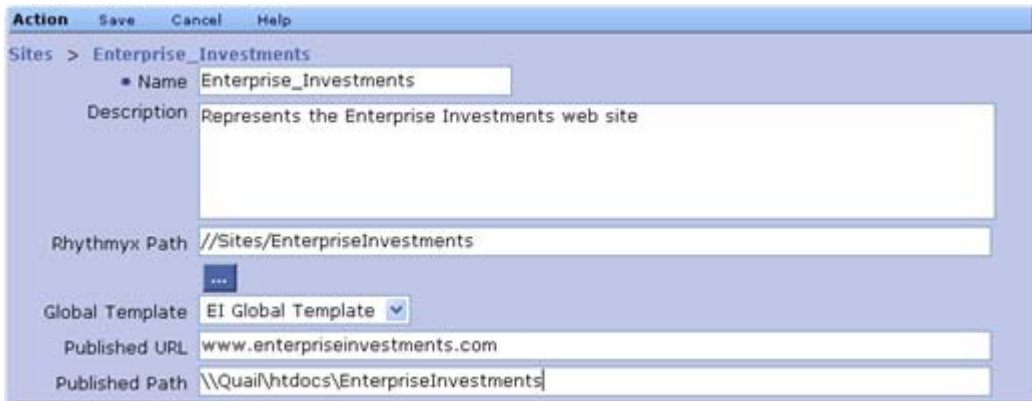 Action Save Cancel Help
Sites > Enterprise_Investments
Name Enterprise_Investments
Description Represents the Enterprise Investments web site
Rhythmyx Path //Sites/EnterpriseInvestments
...
Global Template EI Global Template
Published URL www.enterpriseinvestments.com
Published Path \\Quail\htdocs\EnterpriseInvestments